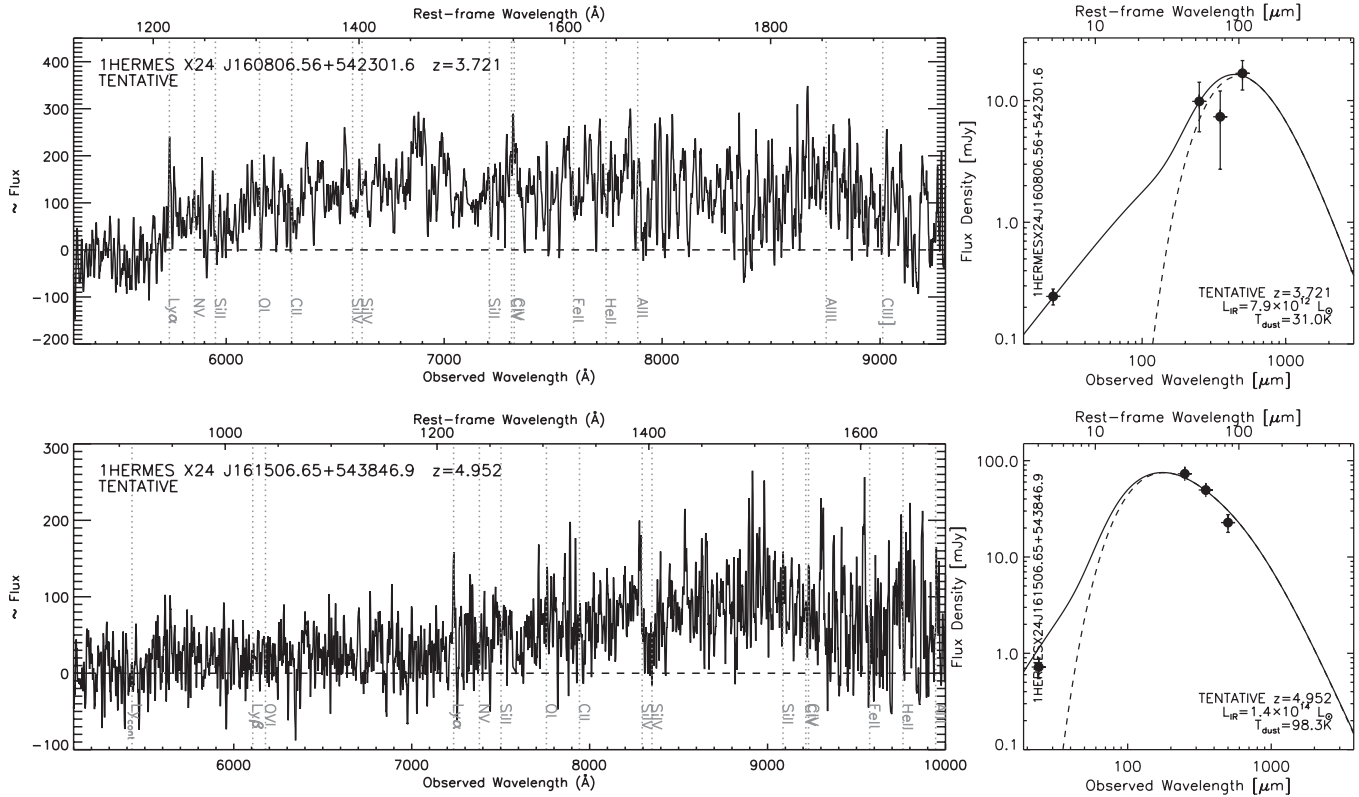 Rest-frame Wavelength (Å)
1200 1400 1600 1800
1HERMES X24 J160806.56+542301.6 z=3.721
TENTATIVE
400
300
200
100
0
−100
−200
~ Flux
Lyα NV SiII OI CII SiIV SiIV SiII CIV FeII HeII AlII AlIII CIII]
6000 7000 8000 9000
Observed Wavelength (Å)
Rest-frame Wavelength [μm]
10 100
10.0
1.0
0.1
Flux Density [mJy]
1HERMESX24J160806.56+542301.6
TENTATIVE z=3.721
L_IR=7.9×10^12 L⊙
T_dust=31.0K
100 1000
Observed Wavelength [μm]
Rest-frame Wavelength (Å)
1000 1200 1400 1600
1HERMES X24 J161506.65+543846.9 z=4.952
TENTATIVE
300
200
100
0
−100
~ Flux
Ly_cont Lyβ OVI Lyα NV SiII OI CII SiIV SiIV SiII CIV FeII HeII
6000 7000 8000 9000 10000
Observed Wavelength (Å)
Rest-frame Wavelength [μm]
10 100
100.0
10.0
1.0
0.1
Flux Density [mJy]
1HERMESX24J161506.65+543846.9
TENTATIVE z=4.952
L_IR=1.4×10^14 L⊙
T_dust=98.3K
100 1000
Observed Wavelength [μm]